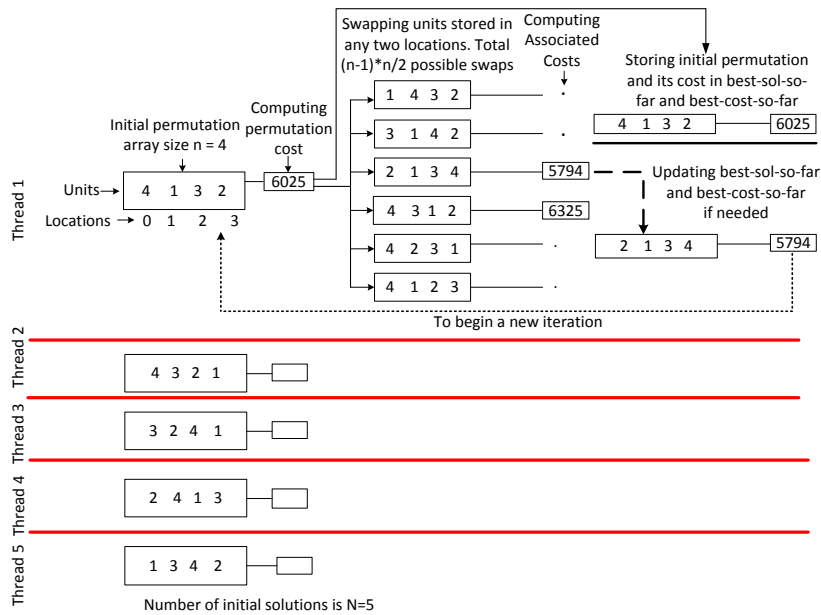 Swapping units stored in
any two locations. Total
(n-1)*n/2 possible swaps
Computing
Associated
Costs
Storing initial permutation
and its cost in best-sol-so-
far and best-cost-so-far
Initial permutation
array size n = 4
Computing
permutation
cost
Thread 1
Units
4 1 3 2
6025
Locations
0 1 2 3
1 4 3 2
.
3 1 4 2
.
2 1 3 4
5794
4 3 1 2
6325
4 2 3 1
.
4 1 2 3
.
4 1 3 2
6025
Updating best-sol-so-far
and best-cost-so-far
if needed
2 1 3 4
5794
To begin a new iteration
Thread 2
4 3 2 1
Thread 3
3 2 4 1
Thread 4
2 4 1 3
Thread 5
1 3 4 2
Number of initial solutions is N=5